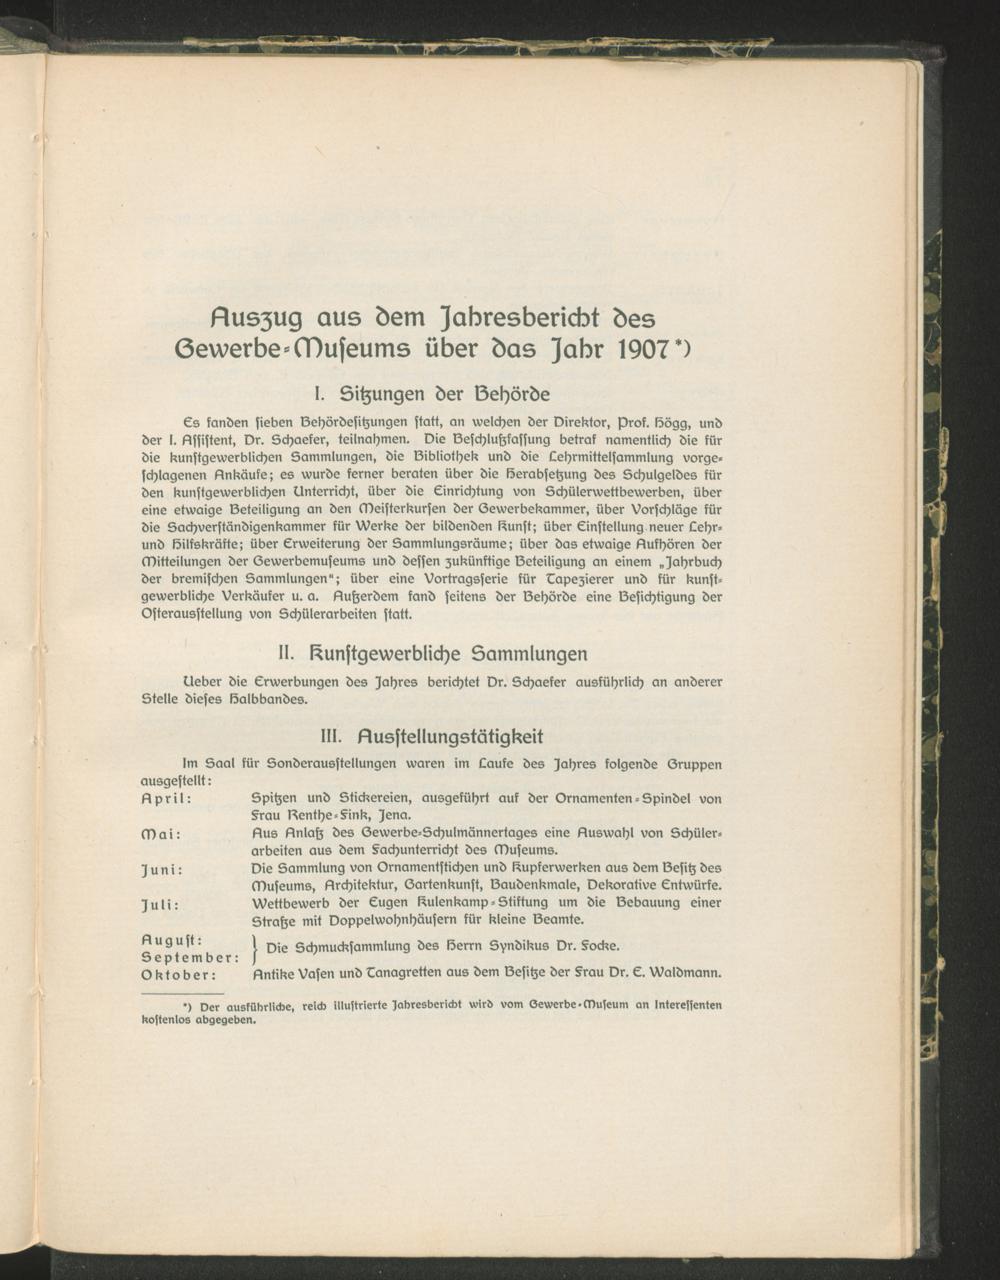 Auszug aus dem Jahresbericht des
Gewerbe-Museums über das Jahr 1907*)
I. Sitzungen der Behörde
Es fanden sieben Behördesitzungen statt, an welchen der Direktor, Prof. Högg, und
der I. Assistent, Dr. Schaefer, teilnahmen. Die Beschlußfassung betraf namentlich die für
die kunstgewerblichen Sammlungen, die Bibliothek und die Lehrmittelsammlung vorge-
schlagenen Ankäufe; es wurde ferner beraten über die Herabsetzung des Schulgeldes für
den kunstgewerblichen Unterricht, über die Einrichtung von Schülerwettbewerben, über
eine etwaige Beteiligung an den Meisterkursen der Gewerbekammer, über Vorschläge für
die Sachverständigenkammer für Werke der bildenden Kunst; über Einstellung neuer Lehr-
und Hilfskräfte; über Erweiterung der Sammlungsräume; über das etwaige Aufhören der
Mitteilungen der Gewerbemuseums und dessen zukünftige Beteiligung an einem „Jahrbuch
der bremischen Sammlungen"; über eine Vortragsserie für Tapezierer und für kunst-
gewerbliche Verkäufer u. a. Außerdem fand seitens der Behörde eine Besichtigung der
Osterausstellung von Schülerarbeiten statt.
II. Kunstgewerbliche Sammlungen
Ueber die Erwerbungen des Jahres berichtet Dr. Schaefer ausführlich an anderer
Stelle dieses Halbbandes.
III. Ausstellungstätigkeit
Im Saal für Sonderausstellungen waren im Laufe des Jahres folgende Gruppen
ausgestellt:
April: Spitzen und Stickereien, ausgeführt auf der Ornamenten-Spindel von
Frau Renthe-Fink, Jena.
Mai: Aus Anlaß des Gewerbe-Schulmännertages eine Auswahl von Schüler-
arbeiten aus dem Fachunterricht des Museums.
Juni: Die Sammlung von Ornamentstichen und Kupferwerken aus dem Besitz des
Museums, Architektur, Gartenkunst, Baudenkmale, Dekorative Entwürfe.
Juli: Wettbewerb der Eugen Kulenkamp-Stiftung um die Bebauung einer
Straße mit Doppelwohnhäusern für kleine Beamte.
August:
September: } Die Schmucksammlung des Herrn Syndikus Dr. Focke.
Oktober: Antike Vasen und Tanagretten aus dem Besitze der Frau Dr. E. Waldmann.
*) Der ausführliche, reich illustrierte Jahresbericht wird vom Gewerbe-Museum an Interessenten
kostenlos abgegeben.